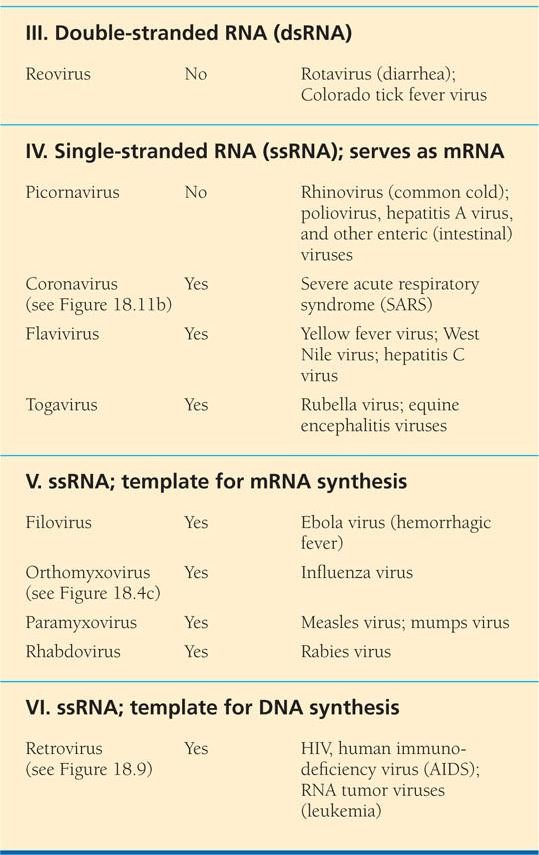 III. Double-stranded RNA (dsRNA)
Reovirus No Rotavirus (diarrhea);
Colorado tick fever virus
IV. Single-stranded RNA (ssRNA); serves as mRNA
Picornavirus No Rhinovirus (common cold);
poliovirus, hepatitis A virus,
and other enteric (intestinal)
viruses
Coronavirus Yes Severe acute respiratory
(see Figure 18.11b) syndrome (SARS)
Flavivirus Yes Yellow fever virus; West
Nile virus; hepatitis C
virus
Togavirus Yes Rubella virus; equine
encephalitis viruses
V. ssRNA; template for mRNA synthesis
Filovirus Yes Ebola virus (hemorrhagic
fever)
Orthomyxovirus Yes Influenza virus
(see Figure 18.4c)
Paramyxovirus Yes Measles virus; mumps virus
Rhabdovirus Yes Rabies virus
VI. ssRNA; template for DNA synthesis
Retrovirus Yes HIV, human immuno-
(see Figure 18.9) deficiency virus (AIDS);
RNA tumor viruses
(leukemia)